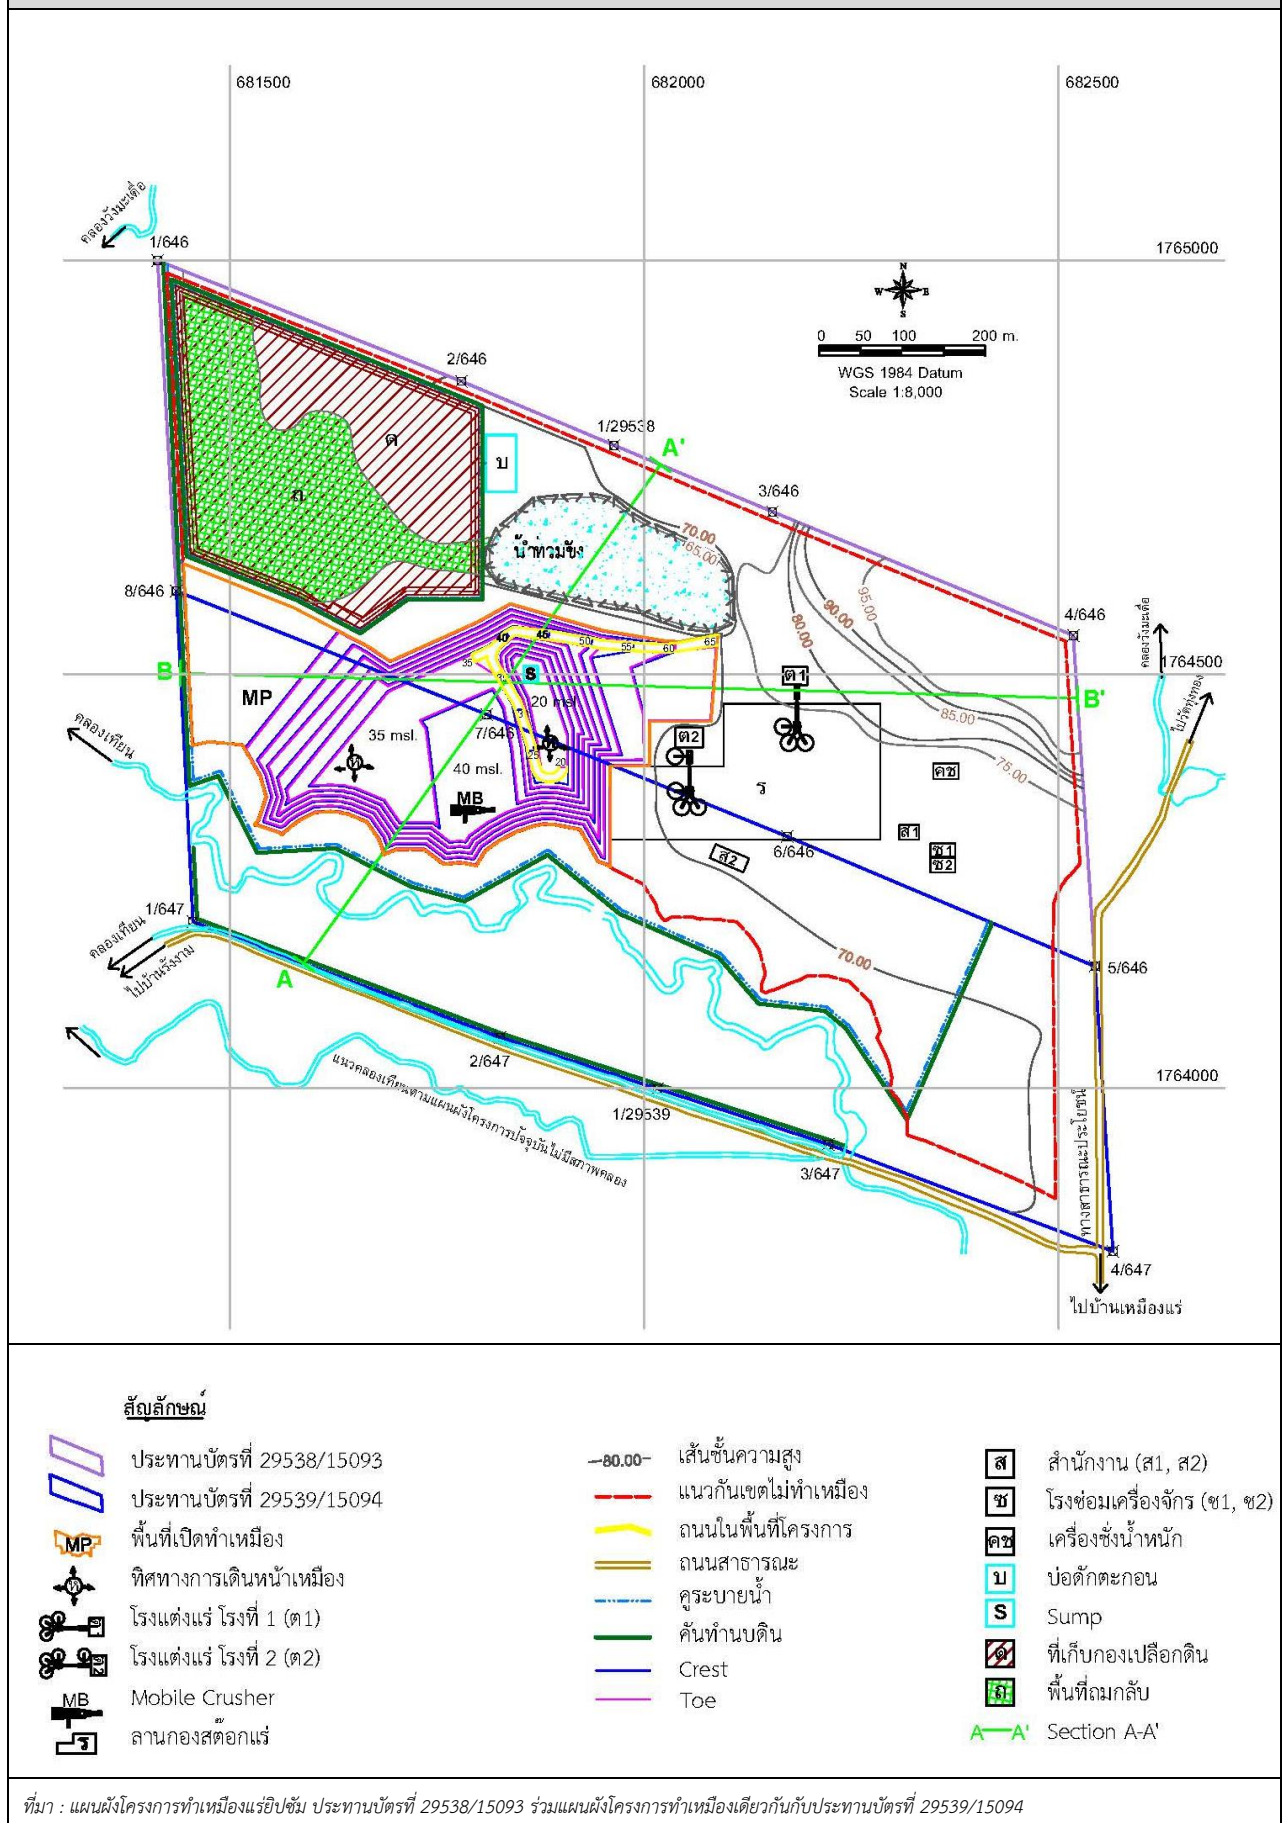 681500
682000
682500
คลองวังมะเดื่อ
1/646
1765000
N
W E
S
0 50 100 200 m.
WGS 1984 Datum
Scale 1:8,000
2/646
1/29538
A'
ด
บ
3/646
ถ
70.00
65.00
น้ำท่วมขัง
95.00
90.00
80.00
8/646
4/646
คลองวังมะเดื่อ
40
45
50
55
60
65
35
B
S
ต1
1764500
B'
MP
20 msl.
ไปวัดทุ่งทอง
85.00
35 msl.
7/646
ต2
คลองเทียน
ท
ท
25
20
75.00
คช
40 msl.
MB
ร
ส1
6/646
ซ1
ซ2
ส2
1/647
คลองเทียน
ไปบ้านรังงาม
70.00
5/646
A
2/647
แนวคลองเทียนตามแผนผังโครงการปัจจุบันไม่มีสภาพคลอง
1764000
1/29539
ทางสาธารณะประโยชน์
3/647
4/647
ไปบ้านเหมืองแร่
สัญลักษณ์
ประทานบัตรที่ 29538/15093
ประทานบัตรที่ 29539/15094
MP พื้นที่เปิดทำเหมือง
ท ทิศทางการเดินหน้าเหมือง
โรงแต่งแร่ โรงที่ 1 (ต1)
ต2 โรงแต่งแร่ โรงที่ 2 (ต2)
MB Mobile Crusher
ร ลานกองสต๊อกแร่
80.00 เส้นชั้นความสูง
แนวกันเขตไม่ทำเหมือง
ถนนในพื้นที่โครงการ
ถนนสาธารณะ
คูระบายน้ำ
คันทำนบดิน
Crest
Toe
ส สำนักงาน (ส1, ส2)
ซ โรงซ่อมเครื่องจักร (ซ1, ซ2)
คช เครื่องชั่งน้ำหนัก
บ บ่อดักตะกอน
S Sump
ด ที่เก็บกองเปลือกดิน
ถ พื้นที่ถมกลับ
A A' Section A-A'
ที่มา : แผนผังโครงการทำเหมืองแร่ยิปซัม ประทานบัตรที่ 29538/15093 ร่วมแผนผังโครงการทำเหมืองเดียวกันกับประทานบัตรที่ 29539/15094